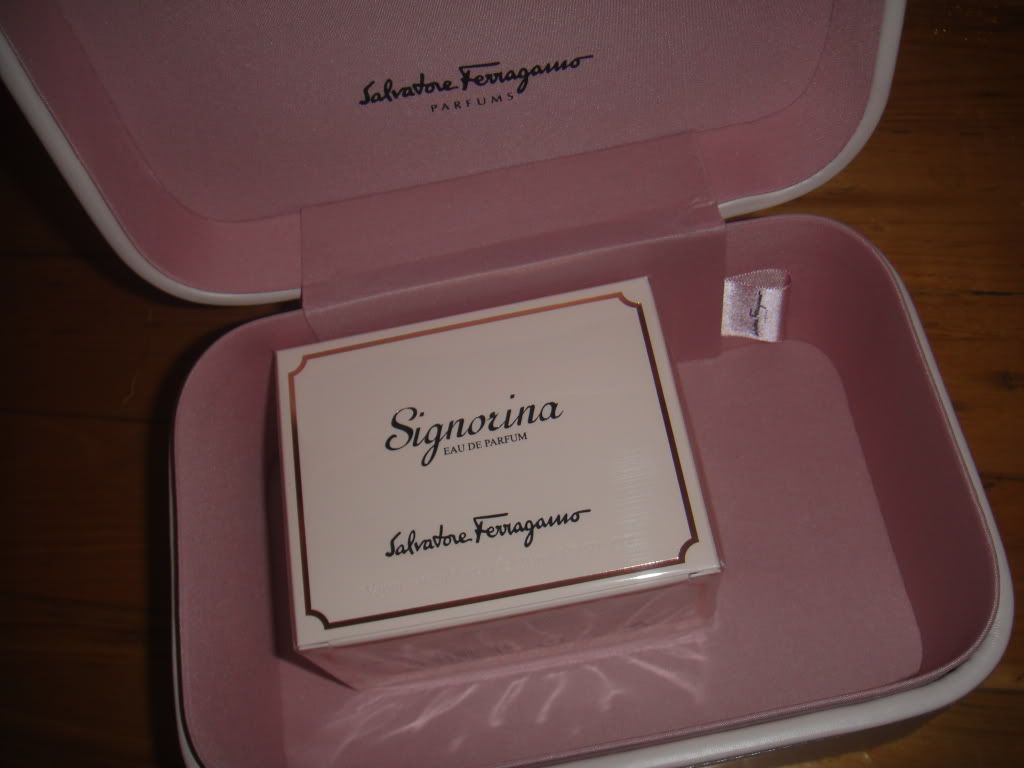 Salvatore Ferragamo
PARFUMS
Signorina
EAU DE PARFUM
Salvatore Ferragamo